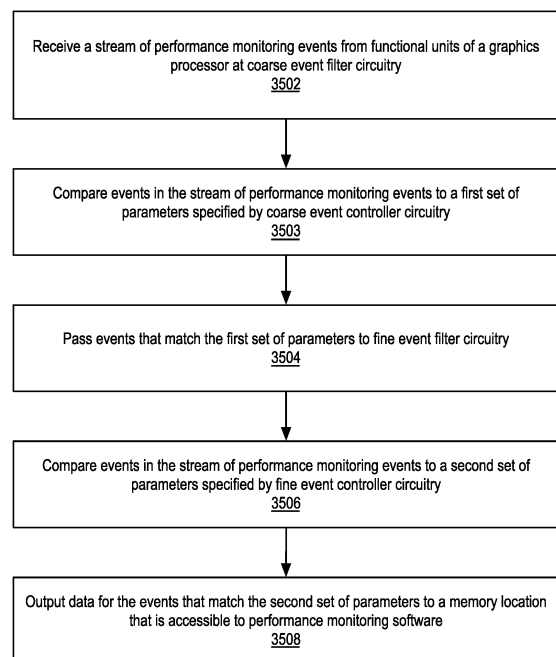 Receive a stream of performance monitoring events from functional units of a graphics
processor at coarse event filter circuitry
3502
Compare events in the stream of performance monitoring events to a first set of
parameters specified by coarse event controller circuitry
3503
Pass events that match the first set of parameters to fine event filter circuitry
3504
Compare events in the stream of performance monitoring events to a second set of
parameters specified by fine event controller circuitry
3506
Output data for the events that match the second set of parameters to a memory location
that is accessible to performance monitoring software
3508